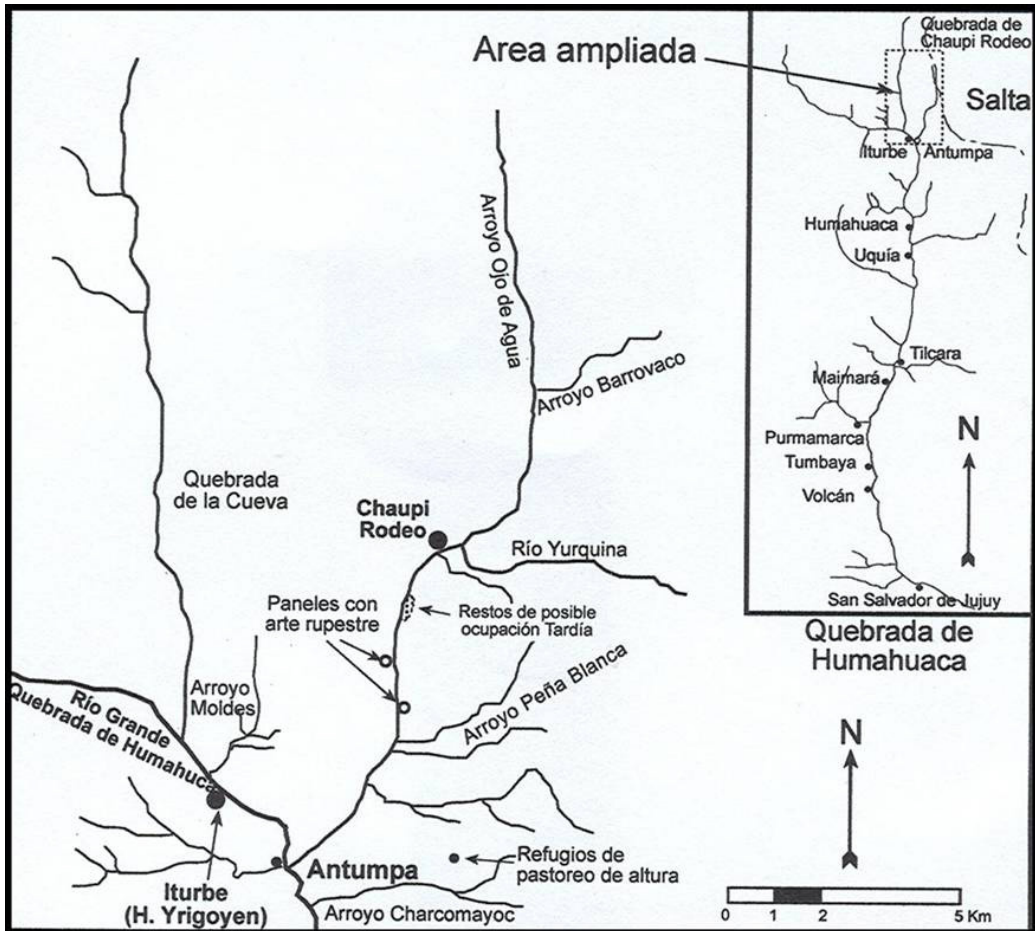 Quebrada de
Chaupi Rodeo
Area ampliada
Salta
Iturbe
Antumpa
Humahuaca
Uquía
Tilcara
Maimará
Purmamarca
Tumbaya
Volcán
N
San Salvador de Jujuy
Quebrada de
Humahuaca
Arroyo Ojo de Agua
Arroyo Barrovaco
Quebrada
de la Cueva
Chaupi
Rodeo
Río Yurquina
Paneles con
arte rupestre
Restos de posible
ocupación Tardía
Arroyo Peña Blanca
Arroyo
Moldes
Río Grande
Quebrada de Humahuca
N
Antumpa
Refugios de
pastoreo de altura
Iturbe
(H. Yrigoyen)
Arroyo Charcomayoc
0 1 2 5 Km